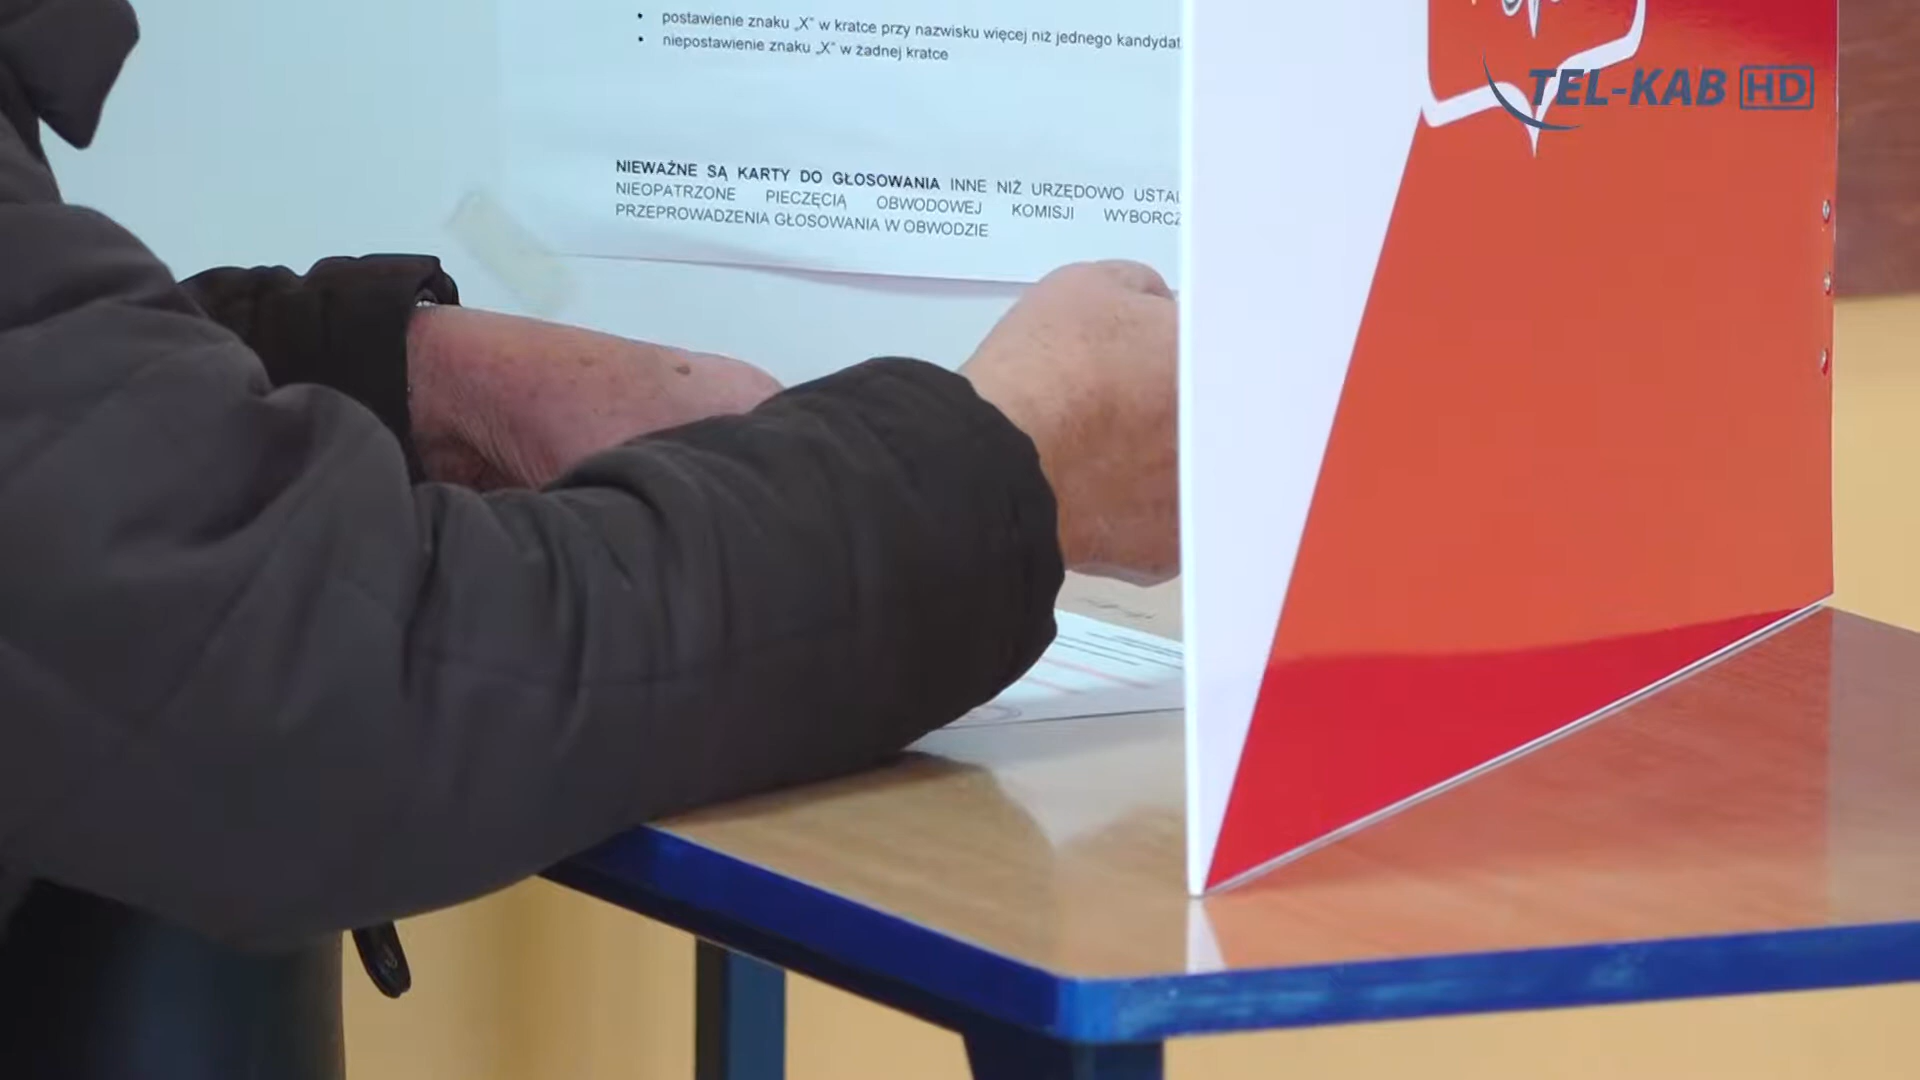 • postawienie znaku „X” w kratce przy nazwisku więcej niż jednego kandydat
• niepostawienie znaku „X” w żadnej kratce
TEL-KAB HD
NIEWAŻNE SĄ KARTY DO GŁOSOWANIA INNE NIŻ URZĘDOWO USTAL
NIEOPATRZONE PIECZĘCIĄ OBWODOWEJ KOMISJI WYBORCZ
PRZEPROWADZENIA GŁOSOWANIA W OBWODZIE